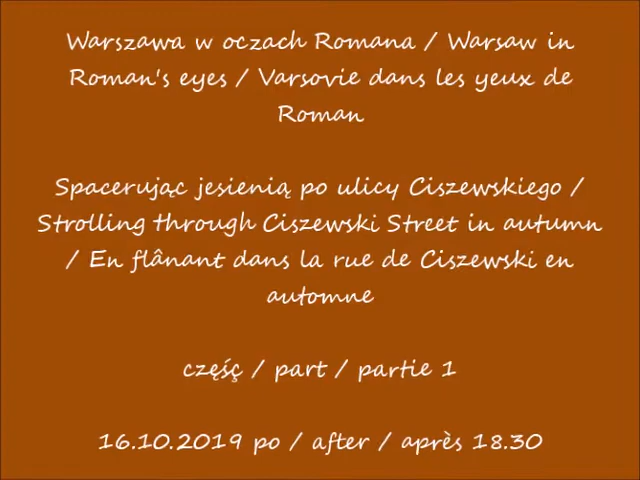 Warszawa w oczach Romana / Warsaw in
Roman's eyes / Varsovie dans les yeux de
Roman
Spacerując jesienią po ulicy Ciszewskiego /
Strolling through Ciszewski Street in autumn
/ En flânant dans la rue de Ciszewski en
automne
częśç / part / partie 1
16.10.2019 po / after / après 18.30